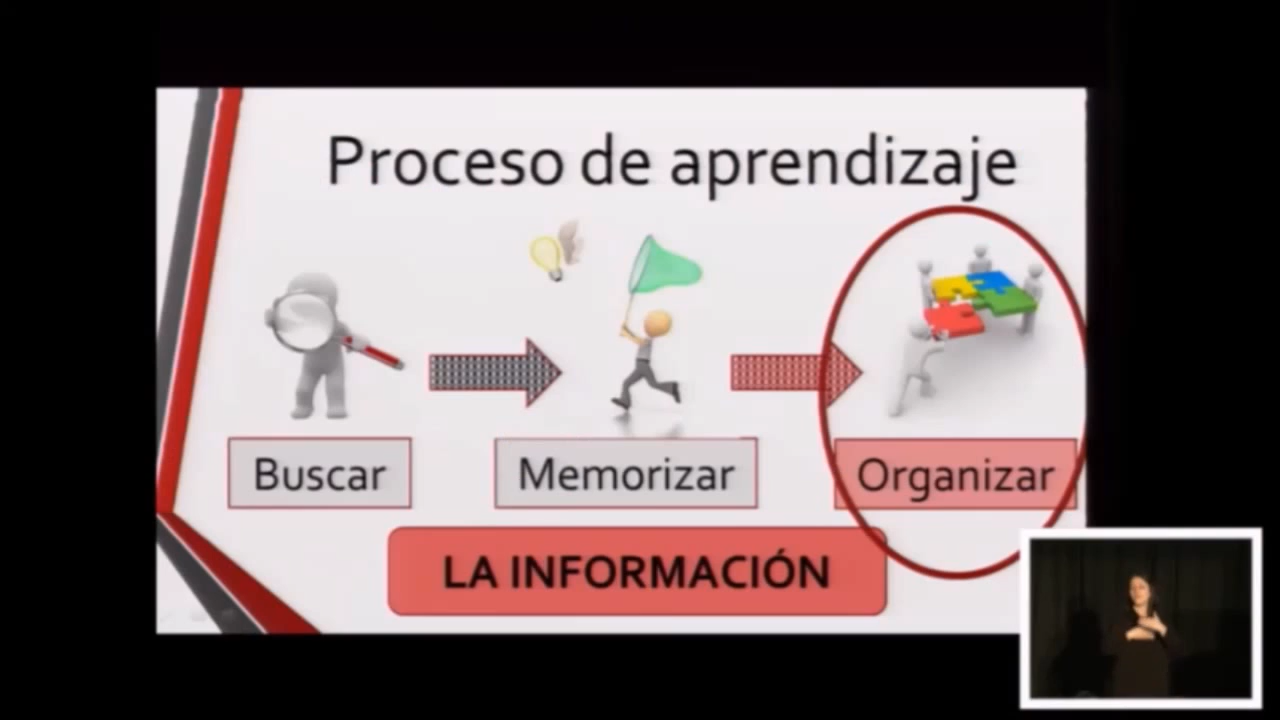 Proceso de aprendizaje
Buscar
Memorizar
Organizar
LA INFORMACIÓN